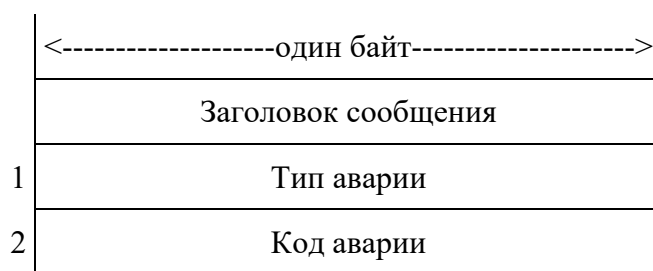 <--------------------один байт--------------------->
Заголовок сообщения
1 Тип аварии
2 Код аварии